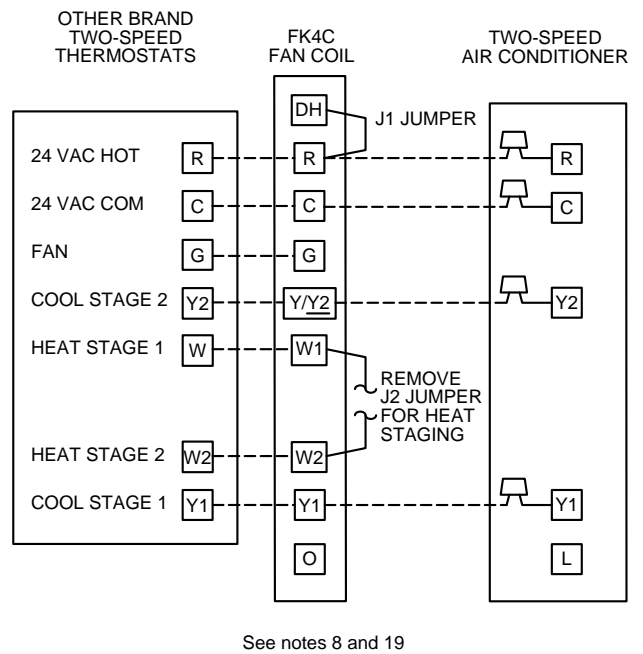 OTHER BRAND
TWO-SPEED
THERMOSTATS
FK4C
FAN COIL
TWO-SPEED
AIR CONDITIONER
DH
J1 JUMPER
24 VAC HOT R R R
24 VAC COM C C C
FAN G G
COOL STAGE 2 Y2 Y/Y2 Y2
HEAT STAGE 1 W W1
REMOVE
J2 JUMPER
FOR HEAT
STAGING
HEAT STAGE 2 W2 W2
COOL STAGE 1 Y1 Y1 Y1
O L
See notes 8 and 19